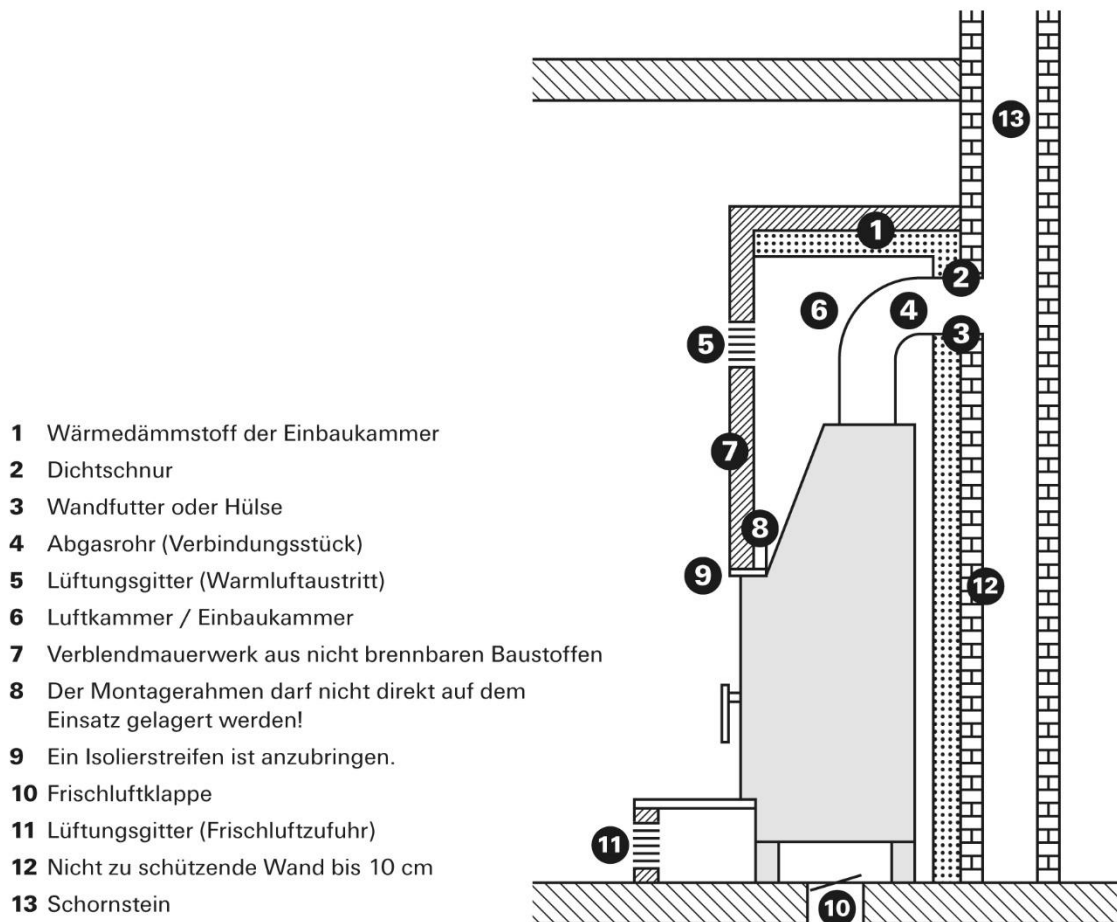 1 Wärmedämmstoff der Einbaukammer
2 Dichtschnur
3 Wandfutter oder Hülse
4 Abgasrohr (Verbindungsstück)
5 Lüftungsgitter (Warmluftaustritt)
6 Luftkammer / Einbaukammer
7 Verblendmauerwerk aus nicht brennbaren Baustoffen
8 Der Montagerahmen darf nicht direkt auf dem
Einsatz gelagert werden!
9 Ein Isolierstreifen ist anzubringen.
10 Frischluftklappe
11 Lüftungsgitter (Frischluftzufuhr)
12 Nicht zu schützende Wand bis 10 cm
13 Schornstein
13
1
2
6
4
3
5
7
8
9
12
11
10